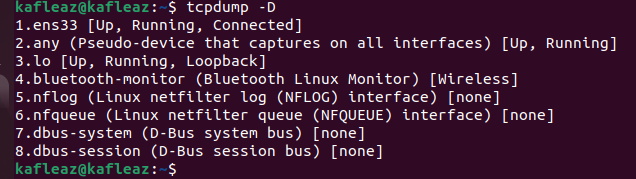 kafleaz@kafleaz:~$ tcpdump -D
1.ens33 [Up, Running, Connected]
2.any (Pseudo-device that captures on all interfaces) [Up, Running]
3.lo [Up, Running, Loopback]
4.bluetooth-monitor (Bluetooth Linux Monitor) [Wireless]
5.nflog (Linux netfilter log (NFLOG) interface) [none]
6.nfqueue (Linux netfilter queue (NFQUEUE) interface) [none]
7.dbus-system (D-Bus system bus) [none]
8.dbus-session (D-Bus session bus) [none]
kafleaz@kafleaz:~$